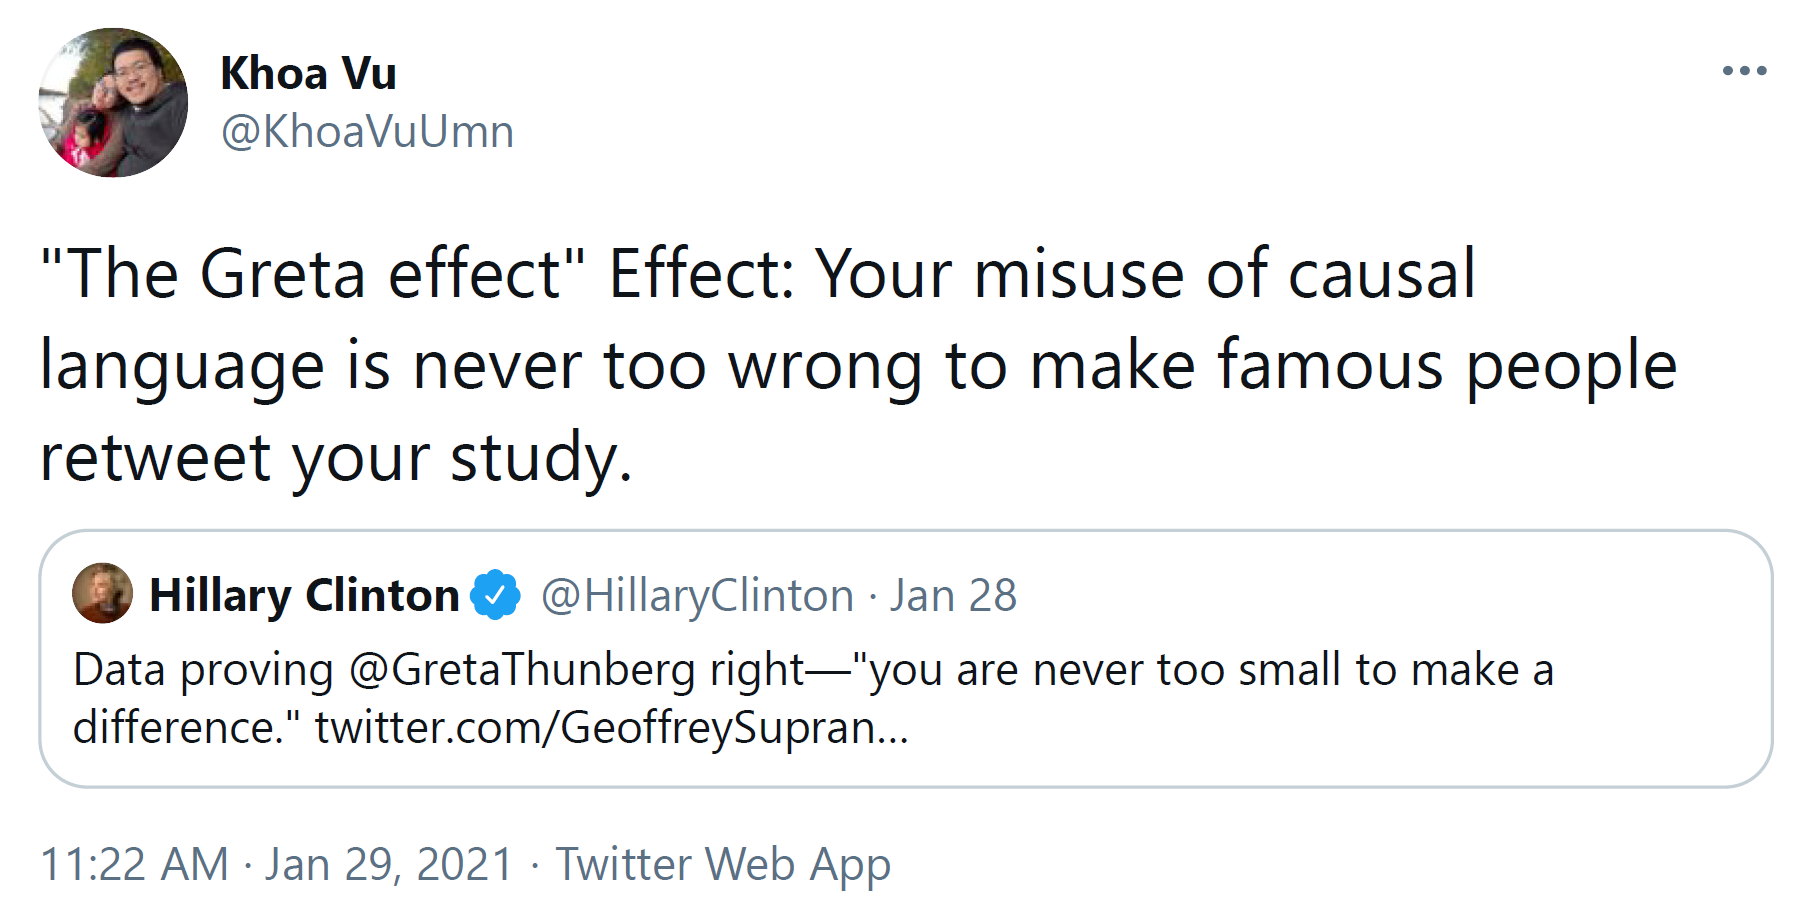 Khoa Vu
@KhoaVuUmn
"The Greta effect" Effect: Your misuse of causal
language is never too wrong to make famous people
retweet your study.
Hillary Clinton @HillaryClinton · Jan 28
Data proving @GretaThunberg right—"you are never too small to make a
difference." twitter.com/GeoffreySupran…
11:22 AM · Jan 29, 2021 · Twitter Web App